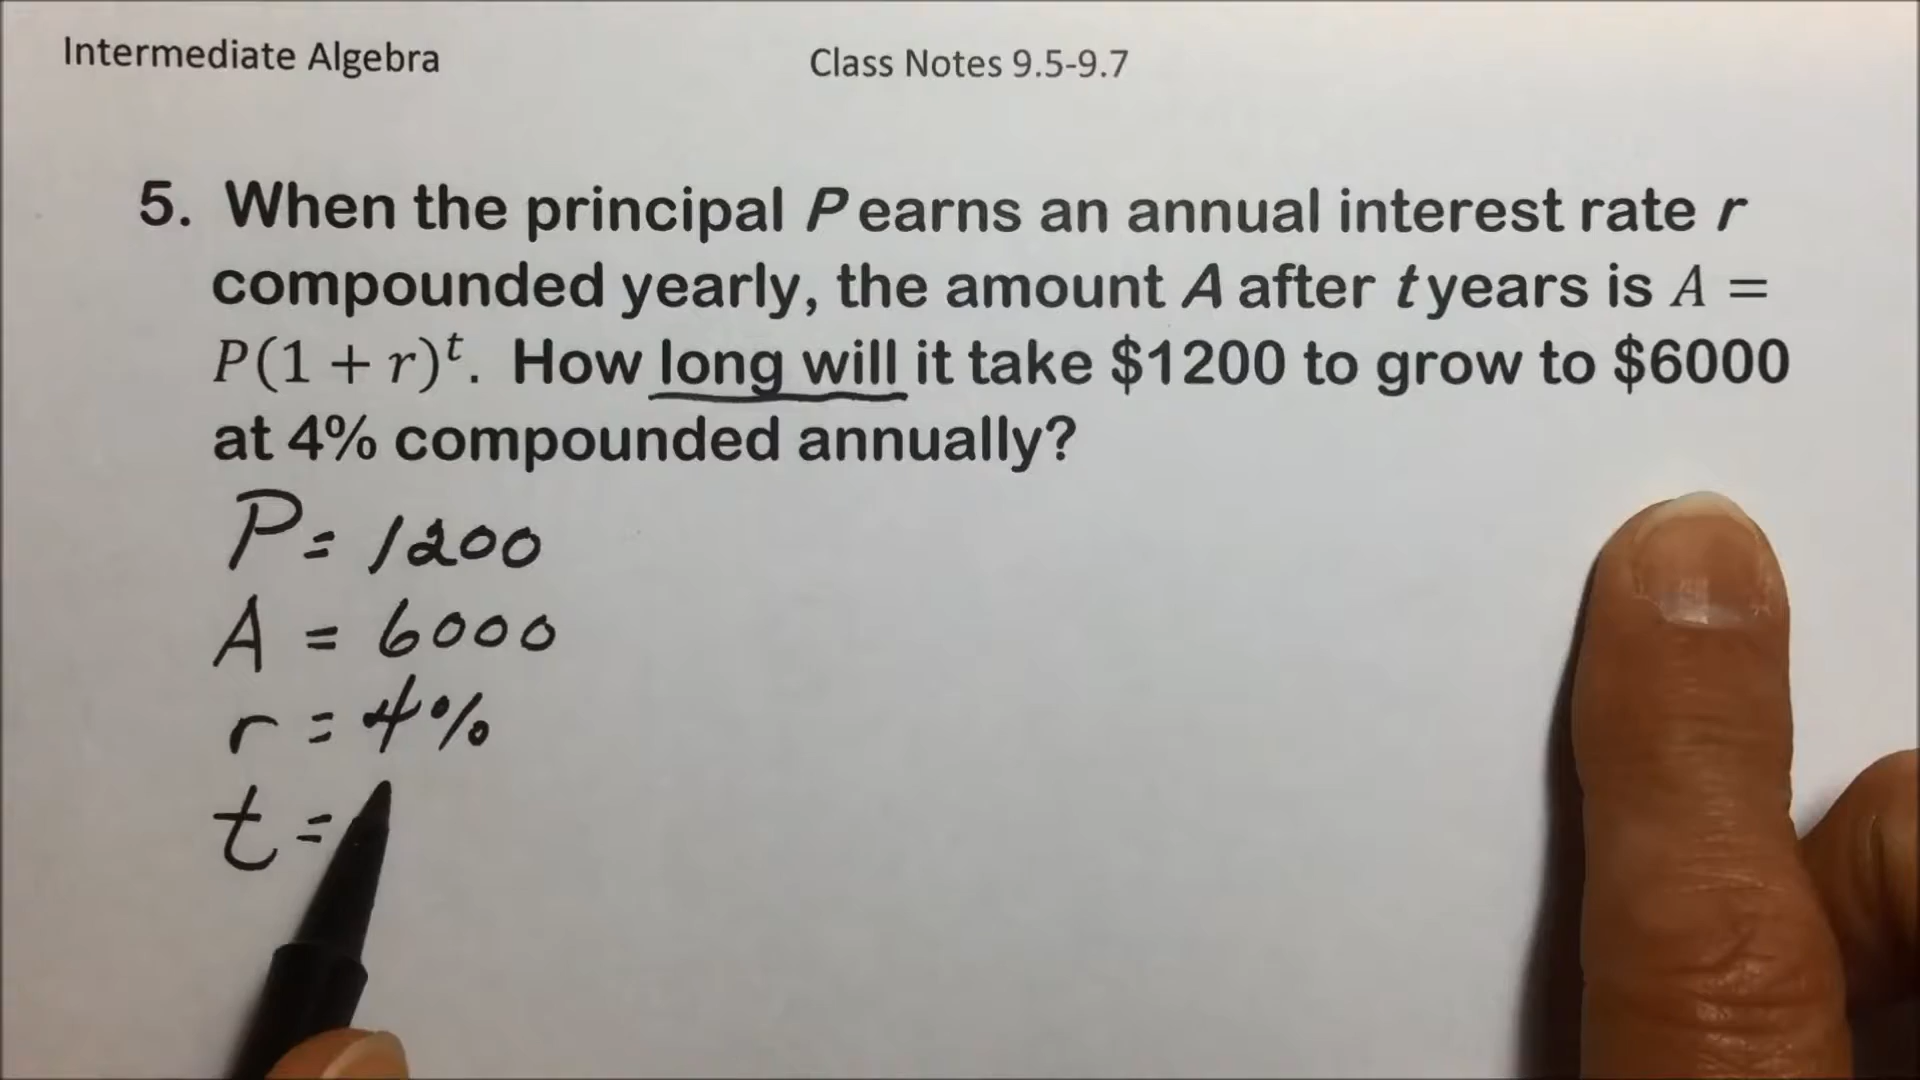 Intermediate Algebra Class Notes 9.5-9.7
5. When the principal P earns an annual interest rate r
compounded yearly, the amount A after t years is A =
P(1 + r)^t. How long will it take $1200 to grow to $6000
at 4% compounded annually?
P = 1200
A = 6000
r = 4%
t =